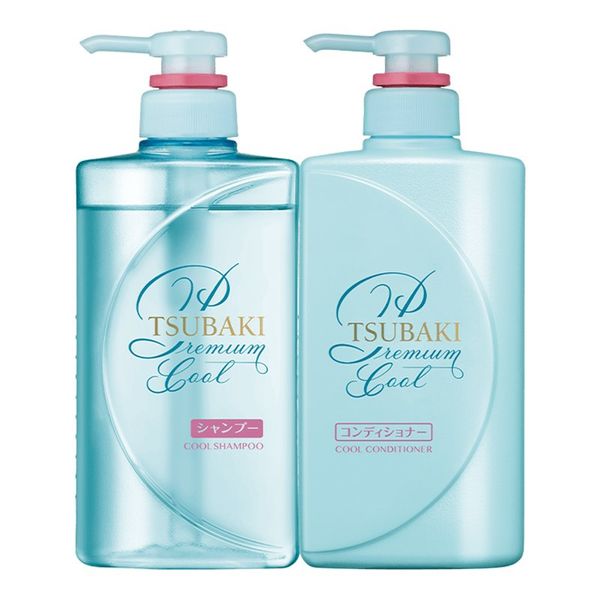 TSUBAKI
Premium
Cool
シャンプー
COOL SHAMPOO
TSUBAKI
Premium
Cool
コンディショナー
COOL CONDITIONER